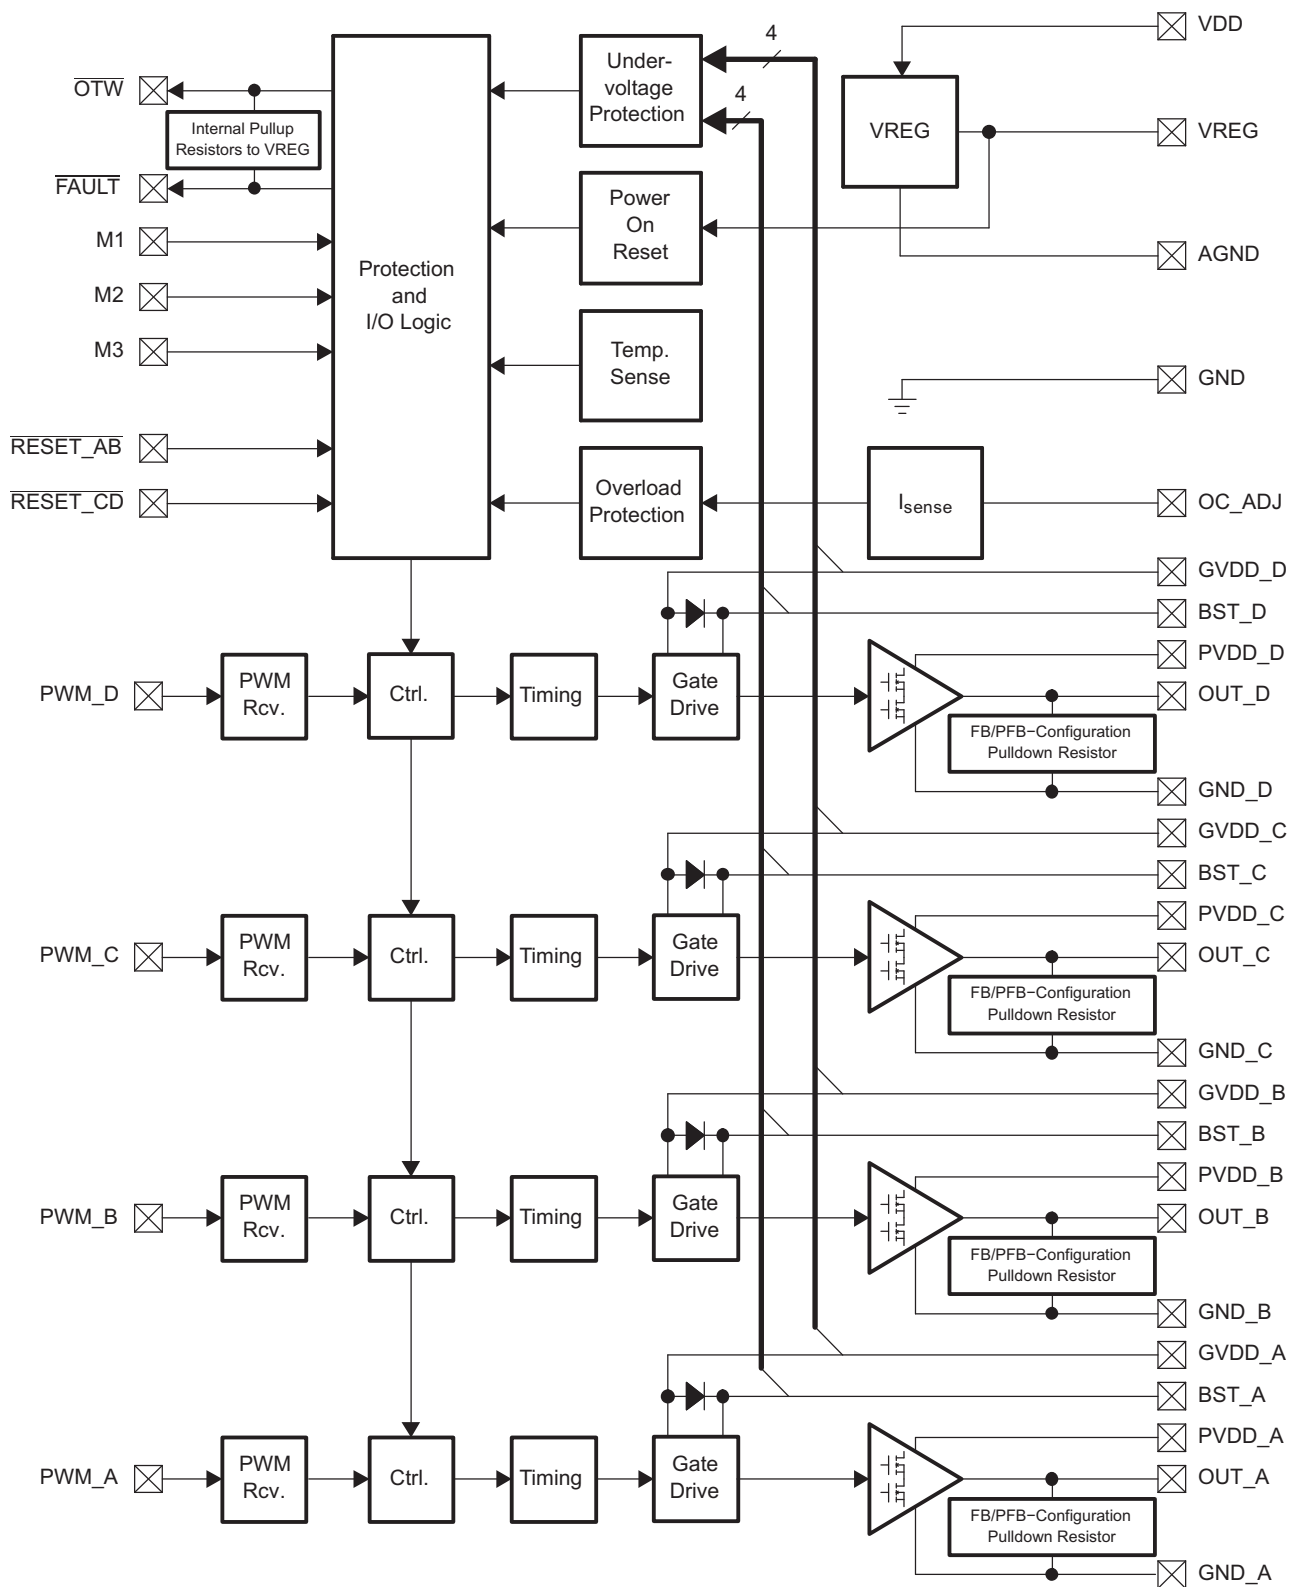 4
VDD
Under-
voltage
Protection
OTW
4
Internal Pullup
Resistors to VREG
VREG
VREG
FAULT
Power
On
Reset
M1
AGND
Protection
and
I/O Logic
M2
M3
Temp.
Sense
GND
RESET_AB
RESET_CD
Overload
Protection
Isense
OC_ADJ
GVDD_D
BST_D
PVDD_D
PWM_D
PWM
Rcv.
Ctrl.
Timing
Gate
Drive
OUT_D
FB/PFB−Configuration
Pulldown Resistor
GND_D
GVDD_C
BST_C
PVDD_C
PWM_C
PWM
Rcv.
Ctrl.
Timing
Gate
Drive
OUT_C
FB/PFB−Configuration
Pulldown Resistor
GND_C
GVDD_B
BST_B
PVDD_B
PWM_B
PWM
Rcv.
Ctrl.
Timing
Gate
Drive
OUT_B
FB/PFB−Configuration
Pulldown Resistor
GND_B
GVDD_A
BST_A
PVDD_A
PWM_A
PWM
Rcv.
Ctrl.
Timing
Gate
Drive
OUT_A
FB/PFB−Configuration
Pulldown Resistor
GND_A